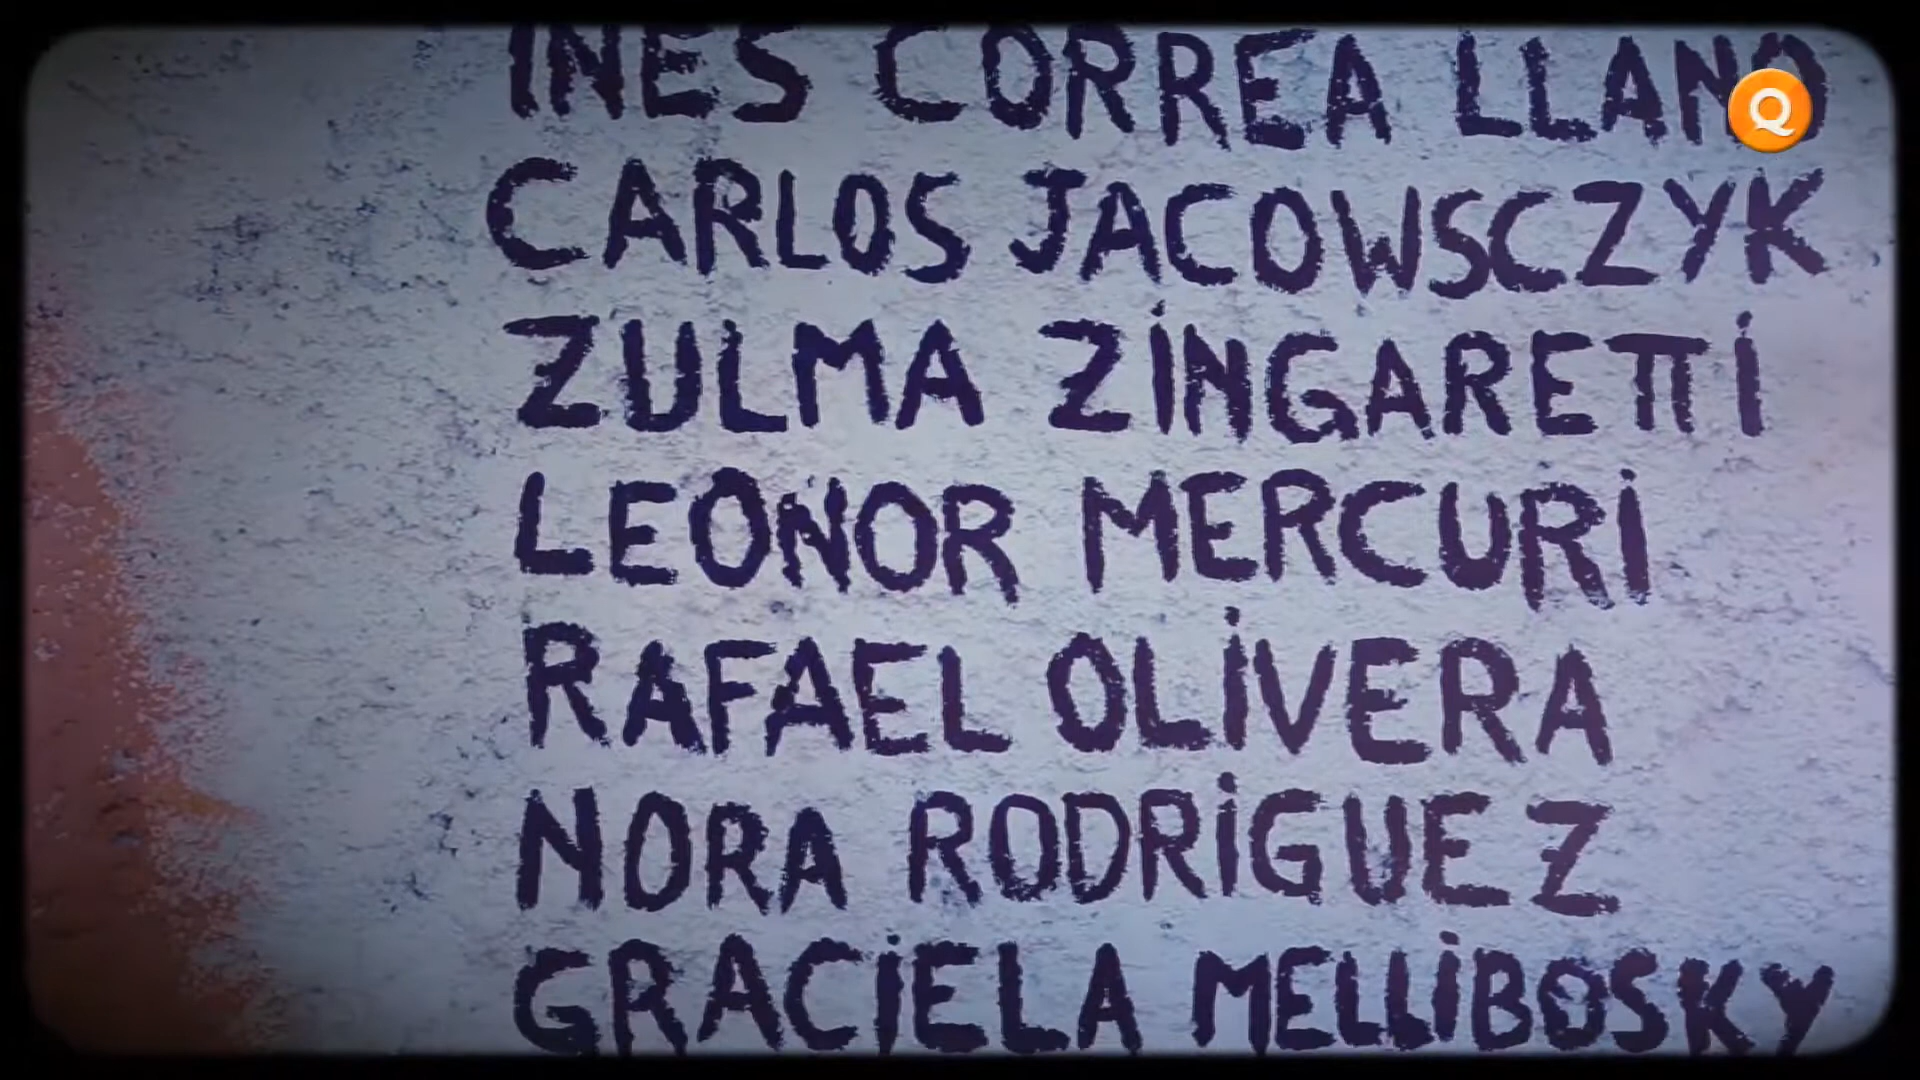 INES CORREA LLANO
CARLOS JACOWSCZYK
ZULMA ZINGARETTI
LEONOR MERCURI
RAFAEL OLIVERA
NORA RODRIGUEZ
GRACIELA MELLIBOSKY